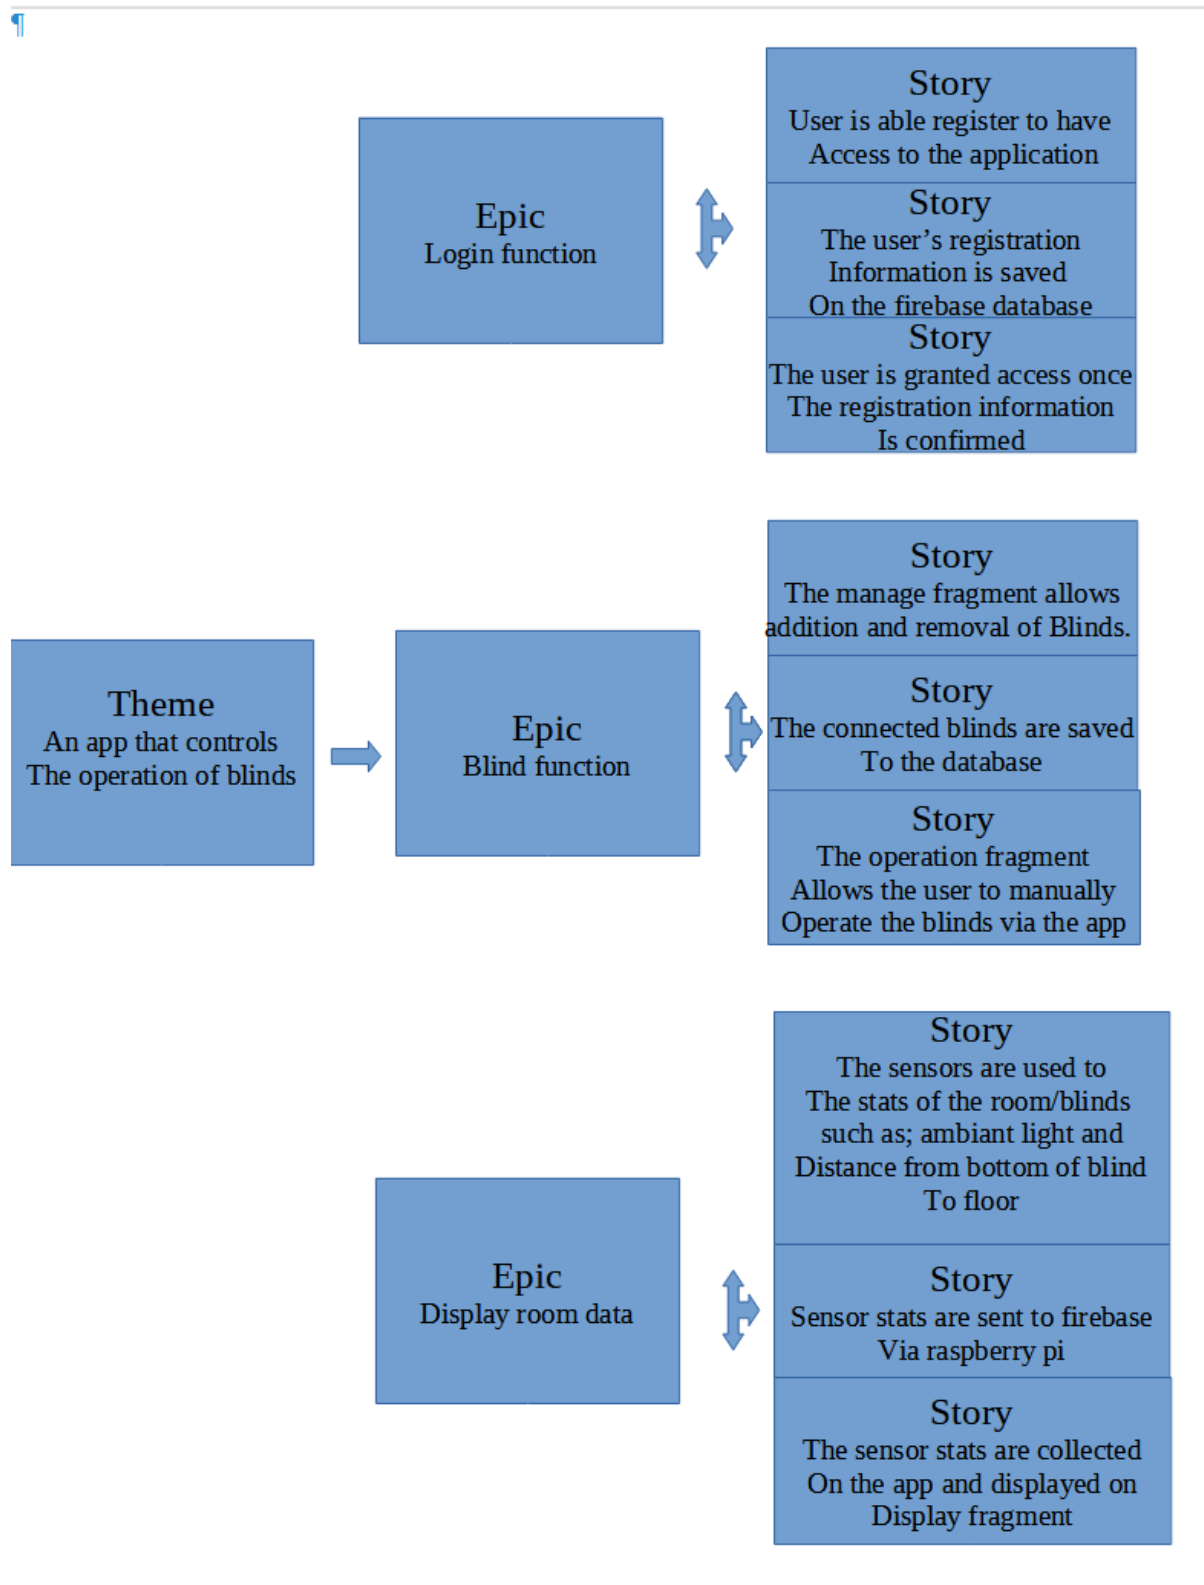 ¶
Story
User is able register to have
Access to the application
Story
The user’s registration
Information is saved
On the firebase database
Story
The user is granted access once
The registration information
Is confirmed
Epic
Login function
Theme
An app that controls
The operation of blinds
Epic
Blind function
Story
The manage fragment allows
addition and removal of Blinds.
Story
The connected blinds are saved
To the database
Story
The operation fragment
Allows the user to manually
Operate the blinds via the app
Epic
Display room data
Story
The sensors are used to
The stats of the room/blinds
such as; ambiant light and
Distance from bottom of blind
To floor
Story
Sensor stats are sent to firebase
Via raspberry pi
Story
The sensor stats are collected
On the app and displayed on
Display fragment